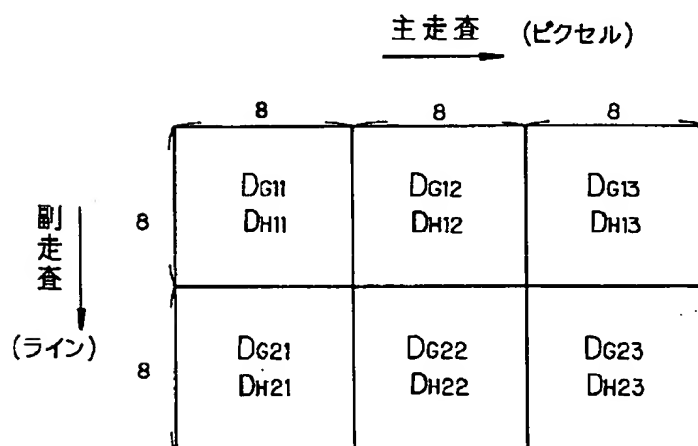 主走査 (ピクセル)
8 8 8
DG11 DG12 DG13
DH11 DH12 DH13
8
副走査
(ライン)
DG21 DG22 DG23
DH21 DH22 DH23
8